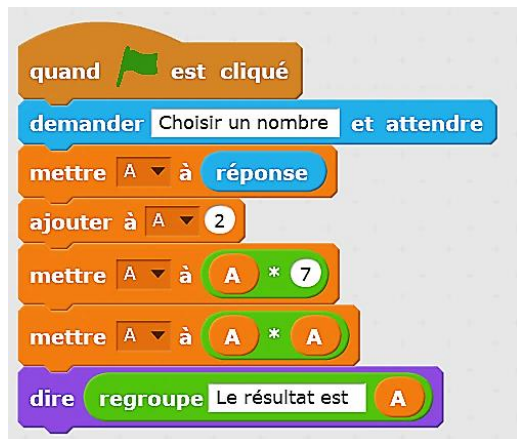 quand est cliqué
demander Choisir un nombre et attendre
mettre A à réponse
ajouter à A 2
mettre A à A * 7
mettre A à A * A
dire regroupe Le résultat est A